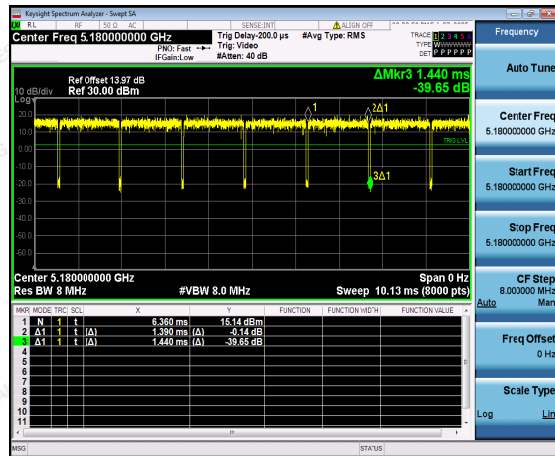 Keysight Spectrum Analyzer - Swept SA
RL RF 50 Ω AC SENSE:INT ALIGN OFF
Center Freq 5.180000000 GHz
PNO: Fast
IFGain:Low
Trig Delay-200.0 µs
Trig: Video
#Atten: 40 dB
#Avg Type: RMS
TRACE 1 2 3 4 5 6
TYPE WWWWWW
DET P P P P P P
Ref Offset 13.97 dB
10 dB/div Ref 30.00 dBm
Log
ΔMkr3 1.440 ms
-39.65 dB
20.0
10.0
0.00
-10.0
-20.0
-30.0
-40.0
-50.0
-60.0
1
2Δ1
TRIG LVL
3Δ1
Center 5.180000000 GHz Span 0 Hz
Res BW 8 MHz #VBW 8.0 MHz Sweep 10.13 ms (8000 pts)
MKR MODE TRC SCL X Y FUNCTION FUNCTION WIDTH FUNCTION VALUE
1 N 1 t 6.360 ms 15.14 dBm
2 Δ1 1 t (Δ) 1.390 ms (Δ) -0.14 dB
3 Δ1 1 t (Δ) 1.440 ms (Δ) -39.65 dB
4
5
6
7
8
9
10
11
MSG STATUS
Frequency
Auto Tune
Center Freq
5.180000000 GHz
Start Freq
5.180000000 GHz
Stop Freq
5.180000000 GHz
CF Step
8.000000 MHz
Auto Man
Freq Offset
0 Hz
Scale Type
Log Lin